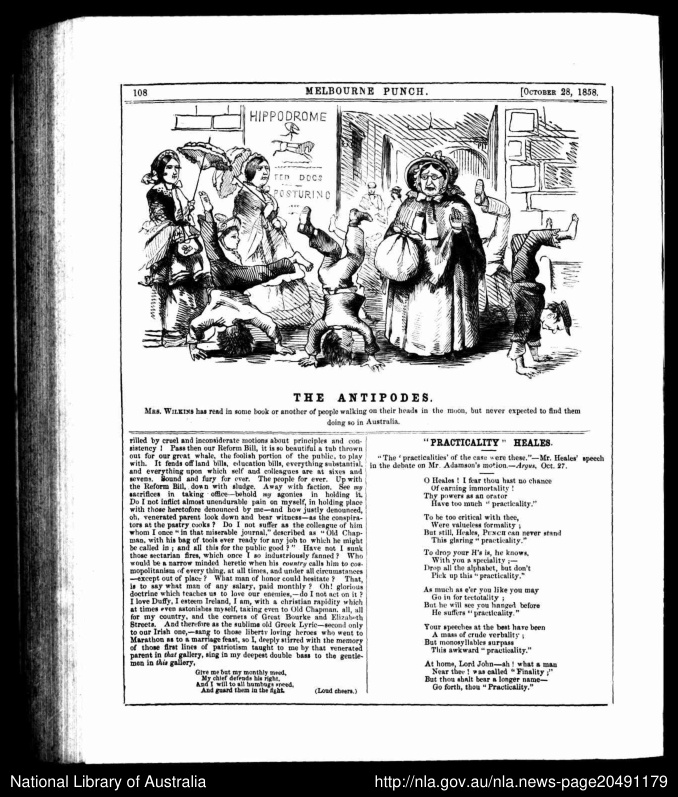 108
MELBOURNE PUNCH.
[OCTOBER 28, 1858.
HIPPODROME
DOGS
POSTURING
THE ANTIPODES.
MRS. WILKINS has read in some book or another of people walking on their heads in the moon, but never expected to find them
doing so in Australia.
rilled by cruel and inconsiderate motions about principles and con-
sistency! Pass then our Reform Bill, it is so beautiful a tub thrown
out for our great whale, the foolish portion of the public, to play
with. It fends off land bills, education bills, everything substantial,
and everything upon which self and colleagues are at sixes and
sevens. Sound and fury for ever. The people for ever. Up with
the Reform Bill, down with sludge. Away with faction. See my
sacrifices in taking office—behold my agonies in holding it.
Do I not inflict almost unendurable pain on myself, in holding place
with those heretofore denounced by me—and how justly denounced,
oh, venerated parent look down and bear witness—as the conspira-
tors at the pastry cooks? Do I not suffer as the colleague of him
whom I once "in that miserable journal," described as "Old Chap-
man, with his bag of tools ever ready for any job to which he might
be called in; and all this for the public good?" Have not I sunk
those sectarian fires, which once I so industriously fanned? Who
would be a narrow minded heretic when his country calls him to cos-
mopolitanism of every thing, at all times, and under all circumstances
—except out of place? What man of honor could hesitate? That,
is to say what man of any salary, paid monthly? Oh! glorious
doctrine which teaches us to love our enemies,—do I not act on it?
I love Duffy, I esteem Ireland, I am, with a christian rapidity which
at times even astonishes myself, taking even to Old Chapman, all, all
for my country, and the corners of Great Bourke and Elizabeth
Streets. And therefore as the sublime old Greek Lyric—second only
to our Irish one,—sang to those liberty loving heroes who went to
Marathon as to a marriage feast, so I, deeply stirred with the memory
of those first lines of patriotism taught to me by that venerated
parent in that gallery, sing in my deepest double bass to the gentle-
men in this gallery,
Give me but my monthly meed,
My chief defends his right,
And I will to all humbugs speed,
And guard them in the fight. (Loud cheers.)
"PRACTICALITY" HEALES.
"The 'practicalities' of the case were these."—Mr. Heales' speech
in the debate on Mr. Adamson's motion.—Argus, Oct. 27.
O Heales! I fear thou hast no chance
Of earning immortality!
Thy powers as an orator
Have too much "practicality."
To be too critical with thee,
Were valueless formality;
But still, Heales, PUNCH can never stand
This glaring "practicality."
To drop your H's is, he knows,
With you a speciality;—
Drop all the alphabet, but don't
Pick up this "practicality."
As much as e'er you like you may
Go in for teetotality;
But he will see you hanged before
He suffers "practicality."
Your speeches at the best have been
A mass of crude verbality;
But monosyllables surpass
This awkward "practicality."
At home, Lord John—ah! what a man
Near thee! was called "Finality;"
But thou shalt bear a longer name—
Go forth, thou "Practicality."
National Library of Australia
http://nla.gov.au/nla.news-page20491179